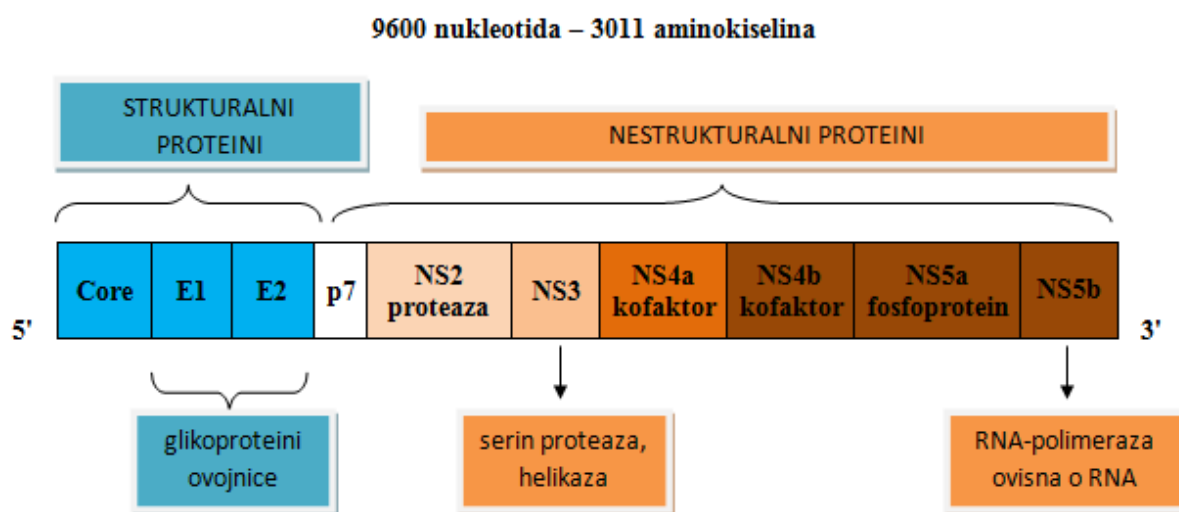 9600 nukleotida – 3011 aminokiselina
STRUKTURALNI
PROTEINI
NESTRUKTURALNI PROTEINI
Core
E1
E2
p7
NS2
proteaza
NS3
NS4a
kofaktor
NS4b
kofaktor
NS5a
fosfoprotein
NS5b
5'
3'
glikoproteini
ovojnice
serin proteaza,
helikaza
RNA-polimeraza
ovisna o RNA